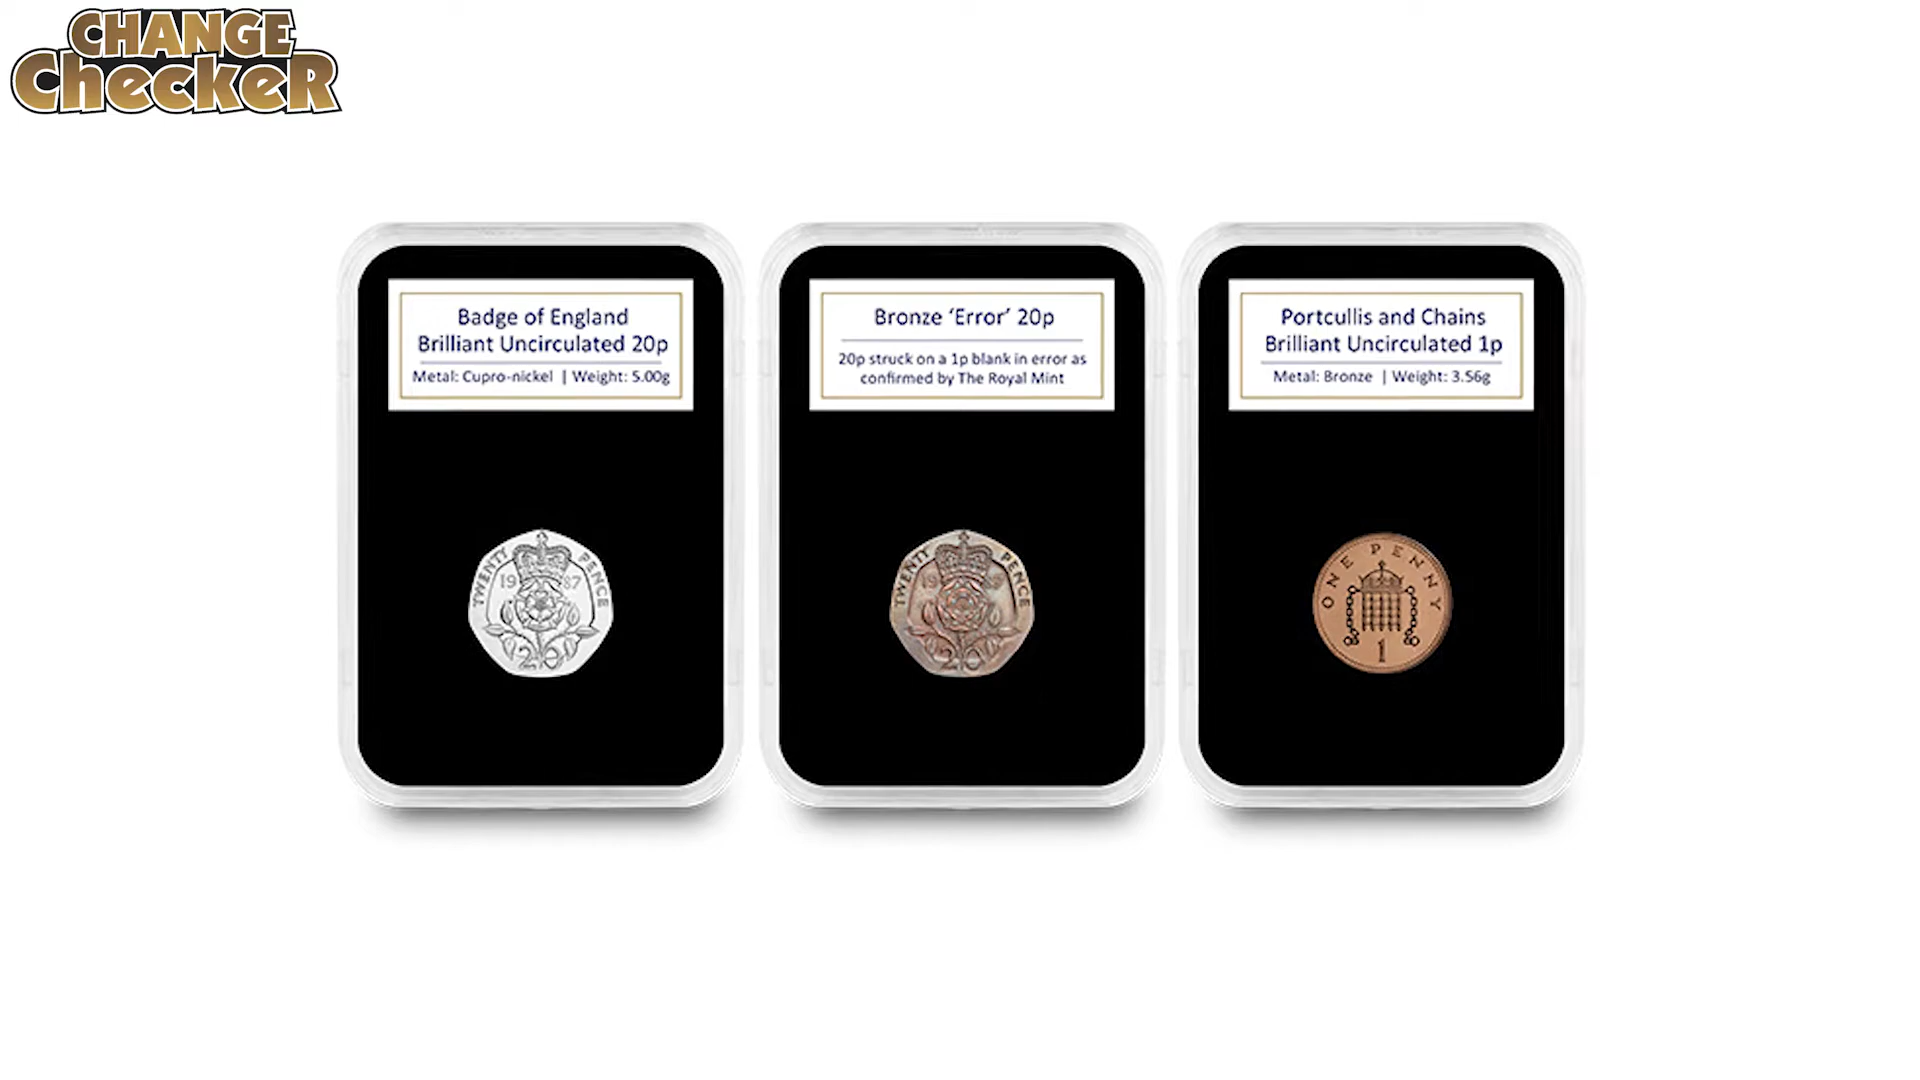 CHANGE
CHECKER
Badge of England
Brilliant Uncirculated 20p
Metal: Cupro-nickel | Weight: 5.00g
TWENTY PENCE
1987
20
Bronze ‘Error’ 20p
20p struck on a 1p blank in error as
confirmed by The Royal Mint
TWENTY PENCE
20
Portcullis and Chains
Brilliant Uncirculated 1p
Metal: Bronze | Weight: 3.56g
ONE PENNY
1